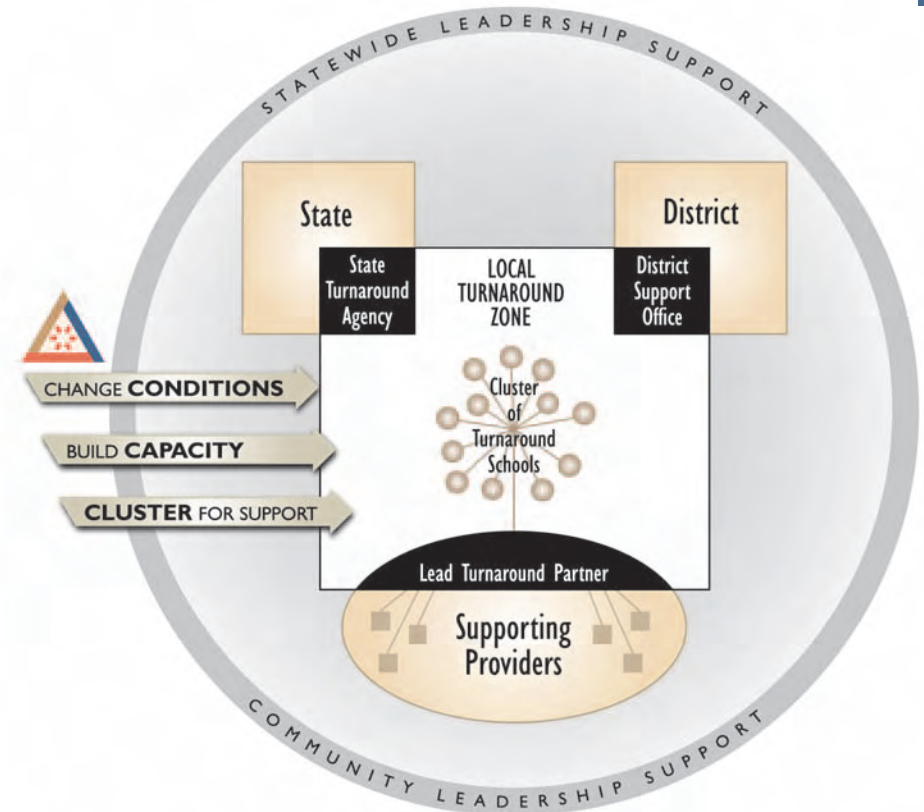 STATEWIDE LEADERSHIP SUPPORT
State
District
State
Turnaround
Agency
LOCAL
TURNAROUND
ZONE
District
Support
Office
CHANGE CONDITIONS
BUILD CAPACITY
CLUSTER FOR SUPPORT
Cluster
of
Turnaround
Schools
Lead Turnaround Partner
Supporting
Providers
COMMUNITY LEADERSHIP SUPPORT